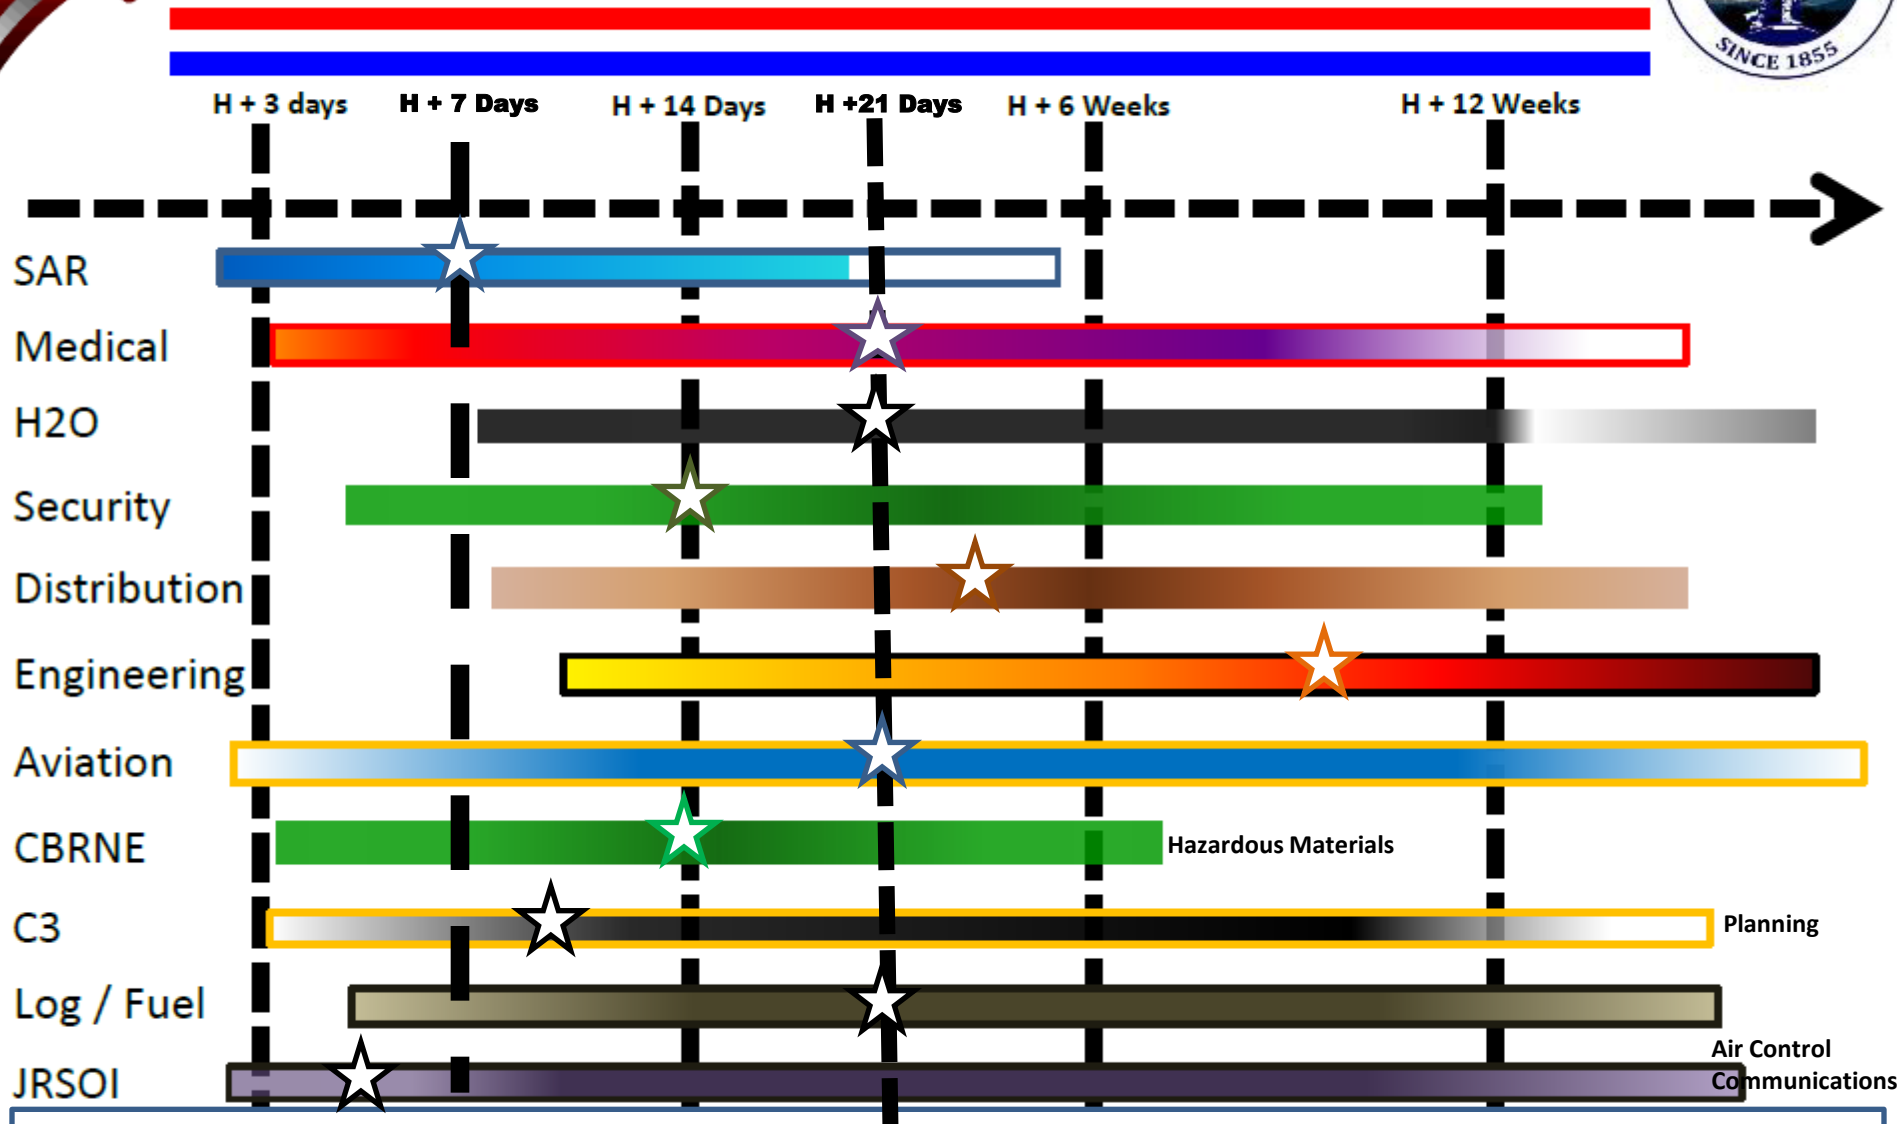 SINCE 1855
H + 3 days
H + 7 Days
H + 14 Days
H +21 Days
H + 6 Weeks
H + 12 Weeks
SAR
Medical
H2O
Security
Distribution
Engineering
Aviation
CBRNE
Hazardous Materials
C3
Planning
Log / Fuel
Air Control
JRSOI
Communications